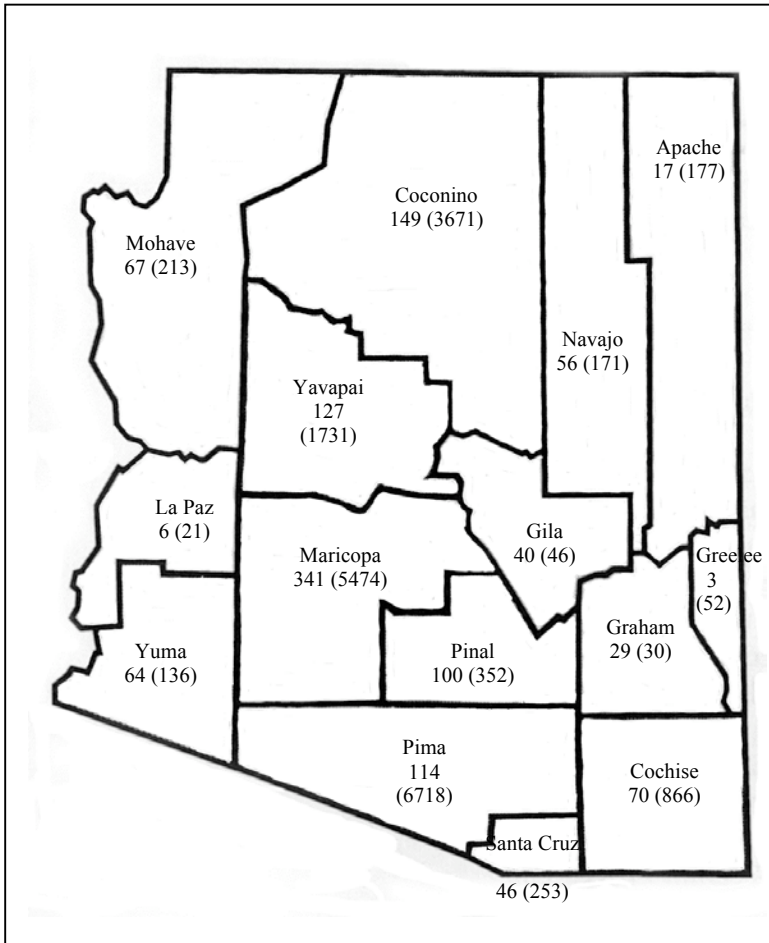 Apache
17 (177)
Coconino
149 (3671)
Mohave
67 (213)
Navajo
56 (171)
Yavapai
127
(1731)
La Paz
6 (21)
Maricopa
341 (5474)
Gila
40 (46)
Greelee
3
(52)
Graham
29 (30)
Yuma
64 (136)
Pinal
100 (352)
Pima
114
(6718)
Cochise
70 (866)
Santa Cruz
46 (253)